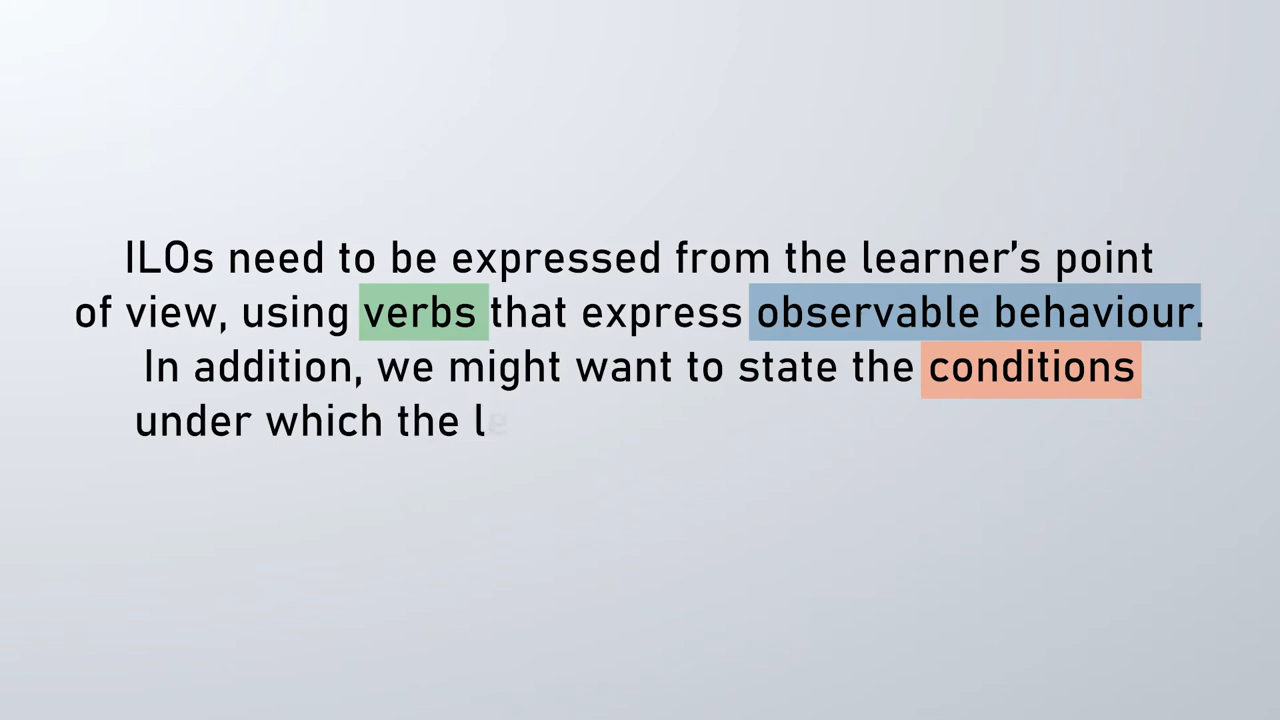 ILOs need to be expressed from the learner’s point
of view, using verbs that express observable behaviour.
In addition, we might want to state the conditions
under which the le